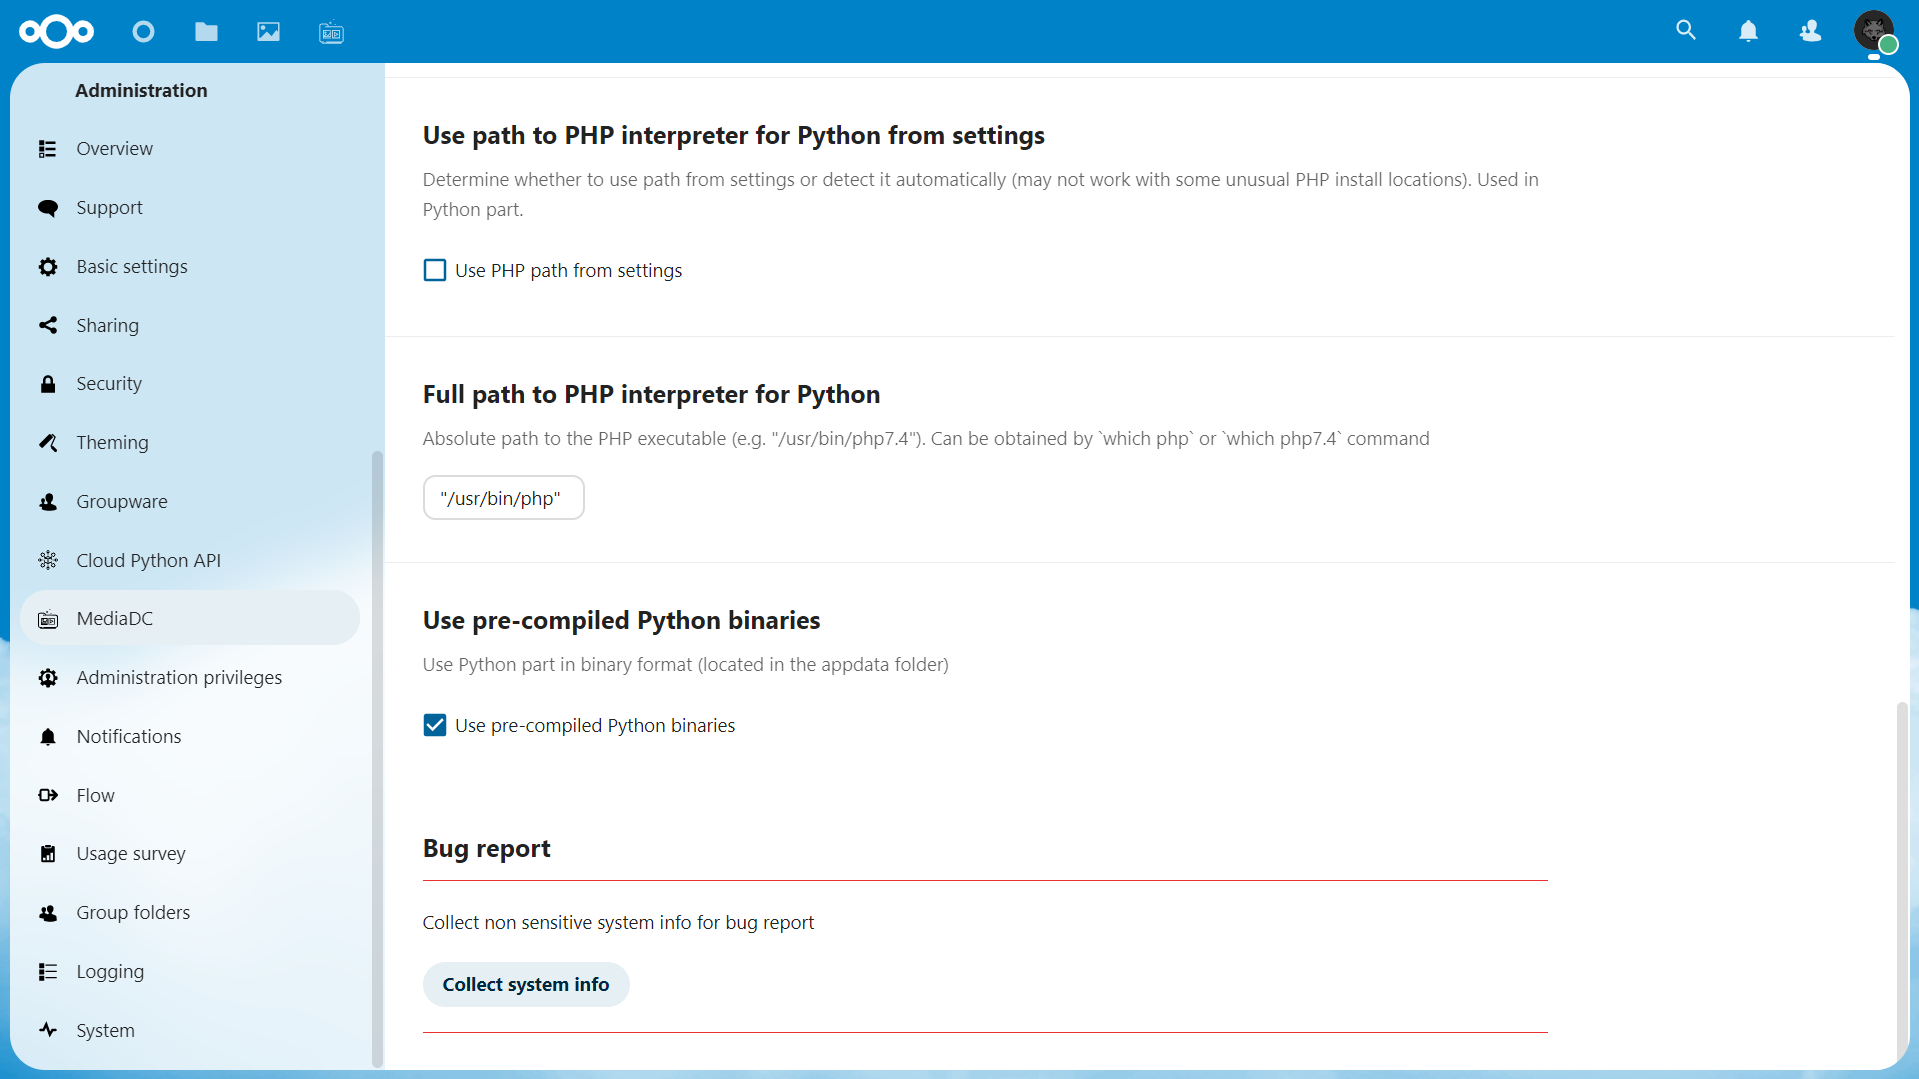 Administration
Overview
Support
Basic settings
Sharing
Security
Theming
Groupware
Cloud Python API
MediaDC
Administration privileges
Notifications
Flow
Usage survey
Group folders
Logging
System
Use path to PHP interpreter for Python from settings
Determine whether to use path from settings or detect it automatically (may not work with some unusual PHP install locations). Used in
Python part.
Use PHP path from settings
Full path to PHP interpreter for Python
Absolute path to the PHP executable (e.g. "/usr/bin/php7.4"). Can be obtained by `which php` or `which php7.4` command
"/usr/bin/php"
Use pre-compiled Python binaries
Use Python part in binary format (located in the appdata folder)
Use pre-compiled Python binaries
Bug report
Collect non sensitive system info for bug report
Collect system info